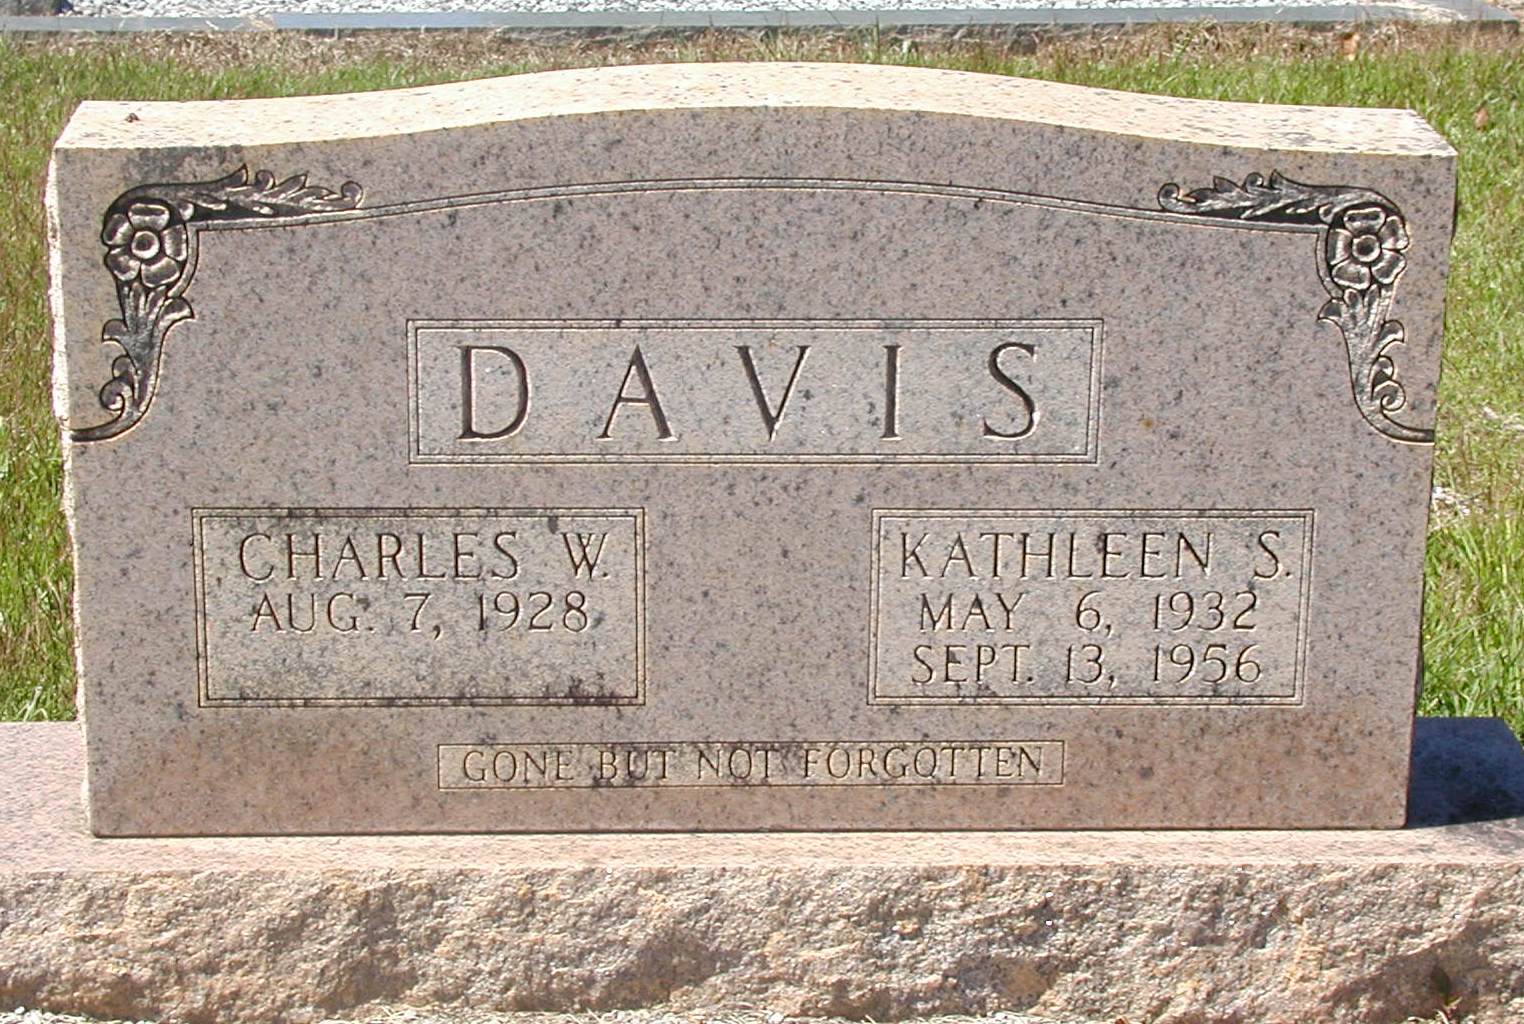 DAVIS
CHARLES W.
AUG. 7, 1928
KATHLEEN S.
MAY 6, 1932
SEPT. 13, 1956
GONE BUT NOT FORGOTTEN